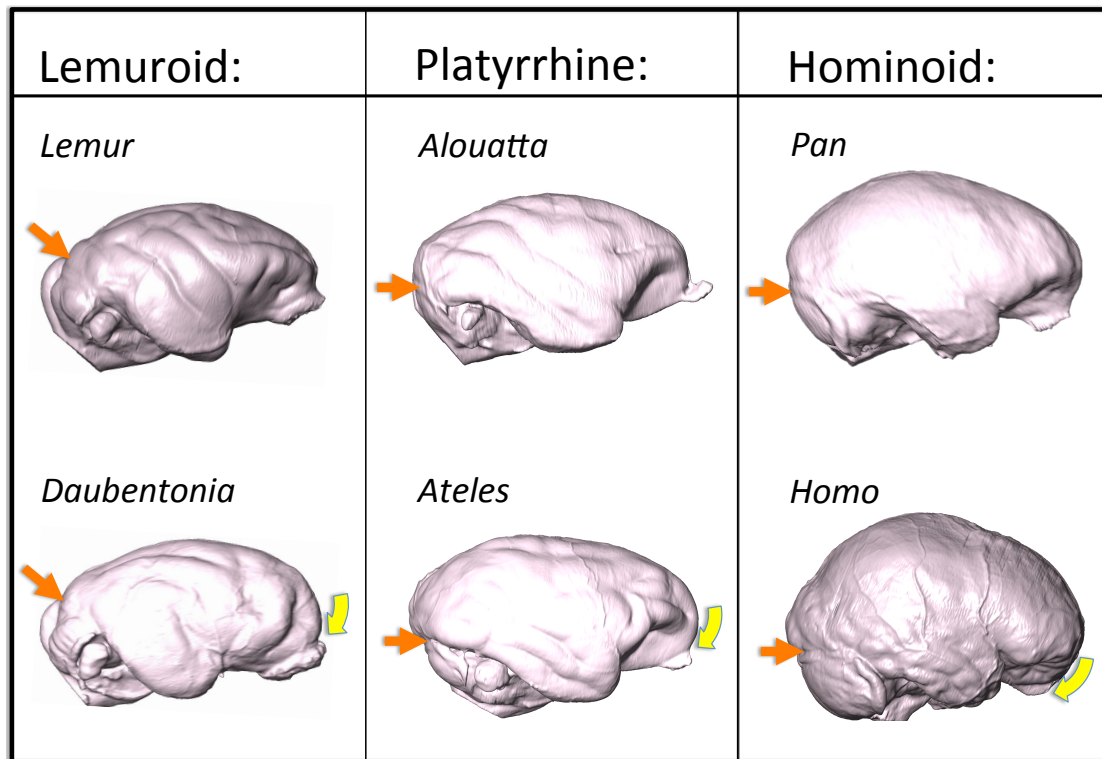 Lemuroid:
Platyrrhine:
Hominoid:
Lemur
Alouatta
Pan
Daubentonia
Ateles
Homo